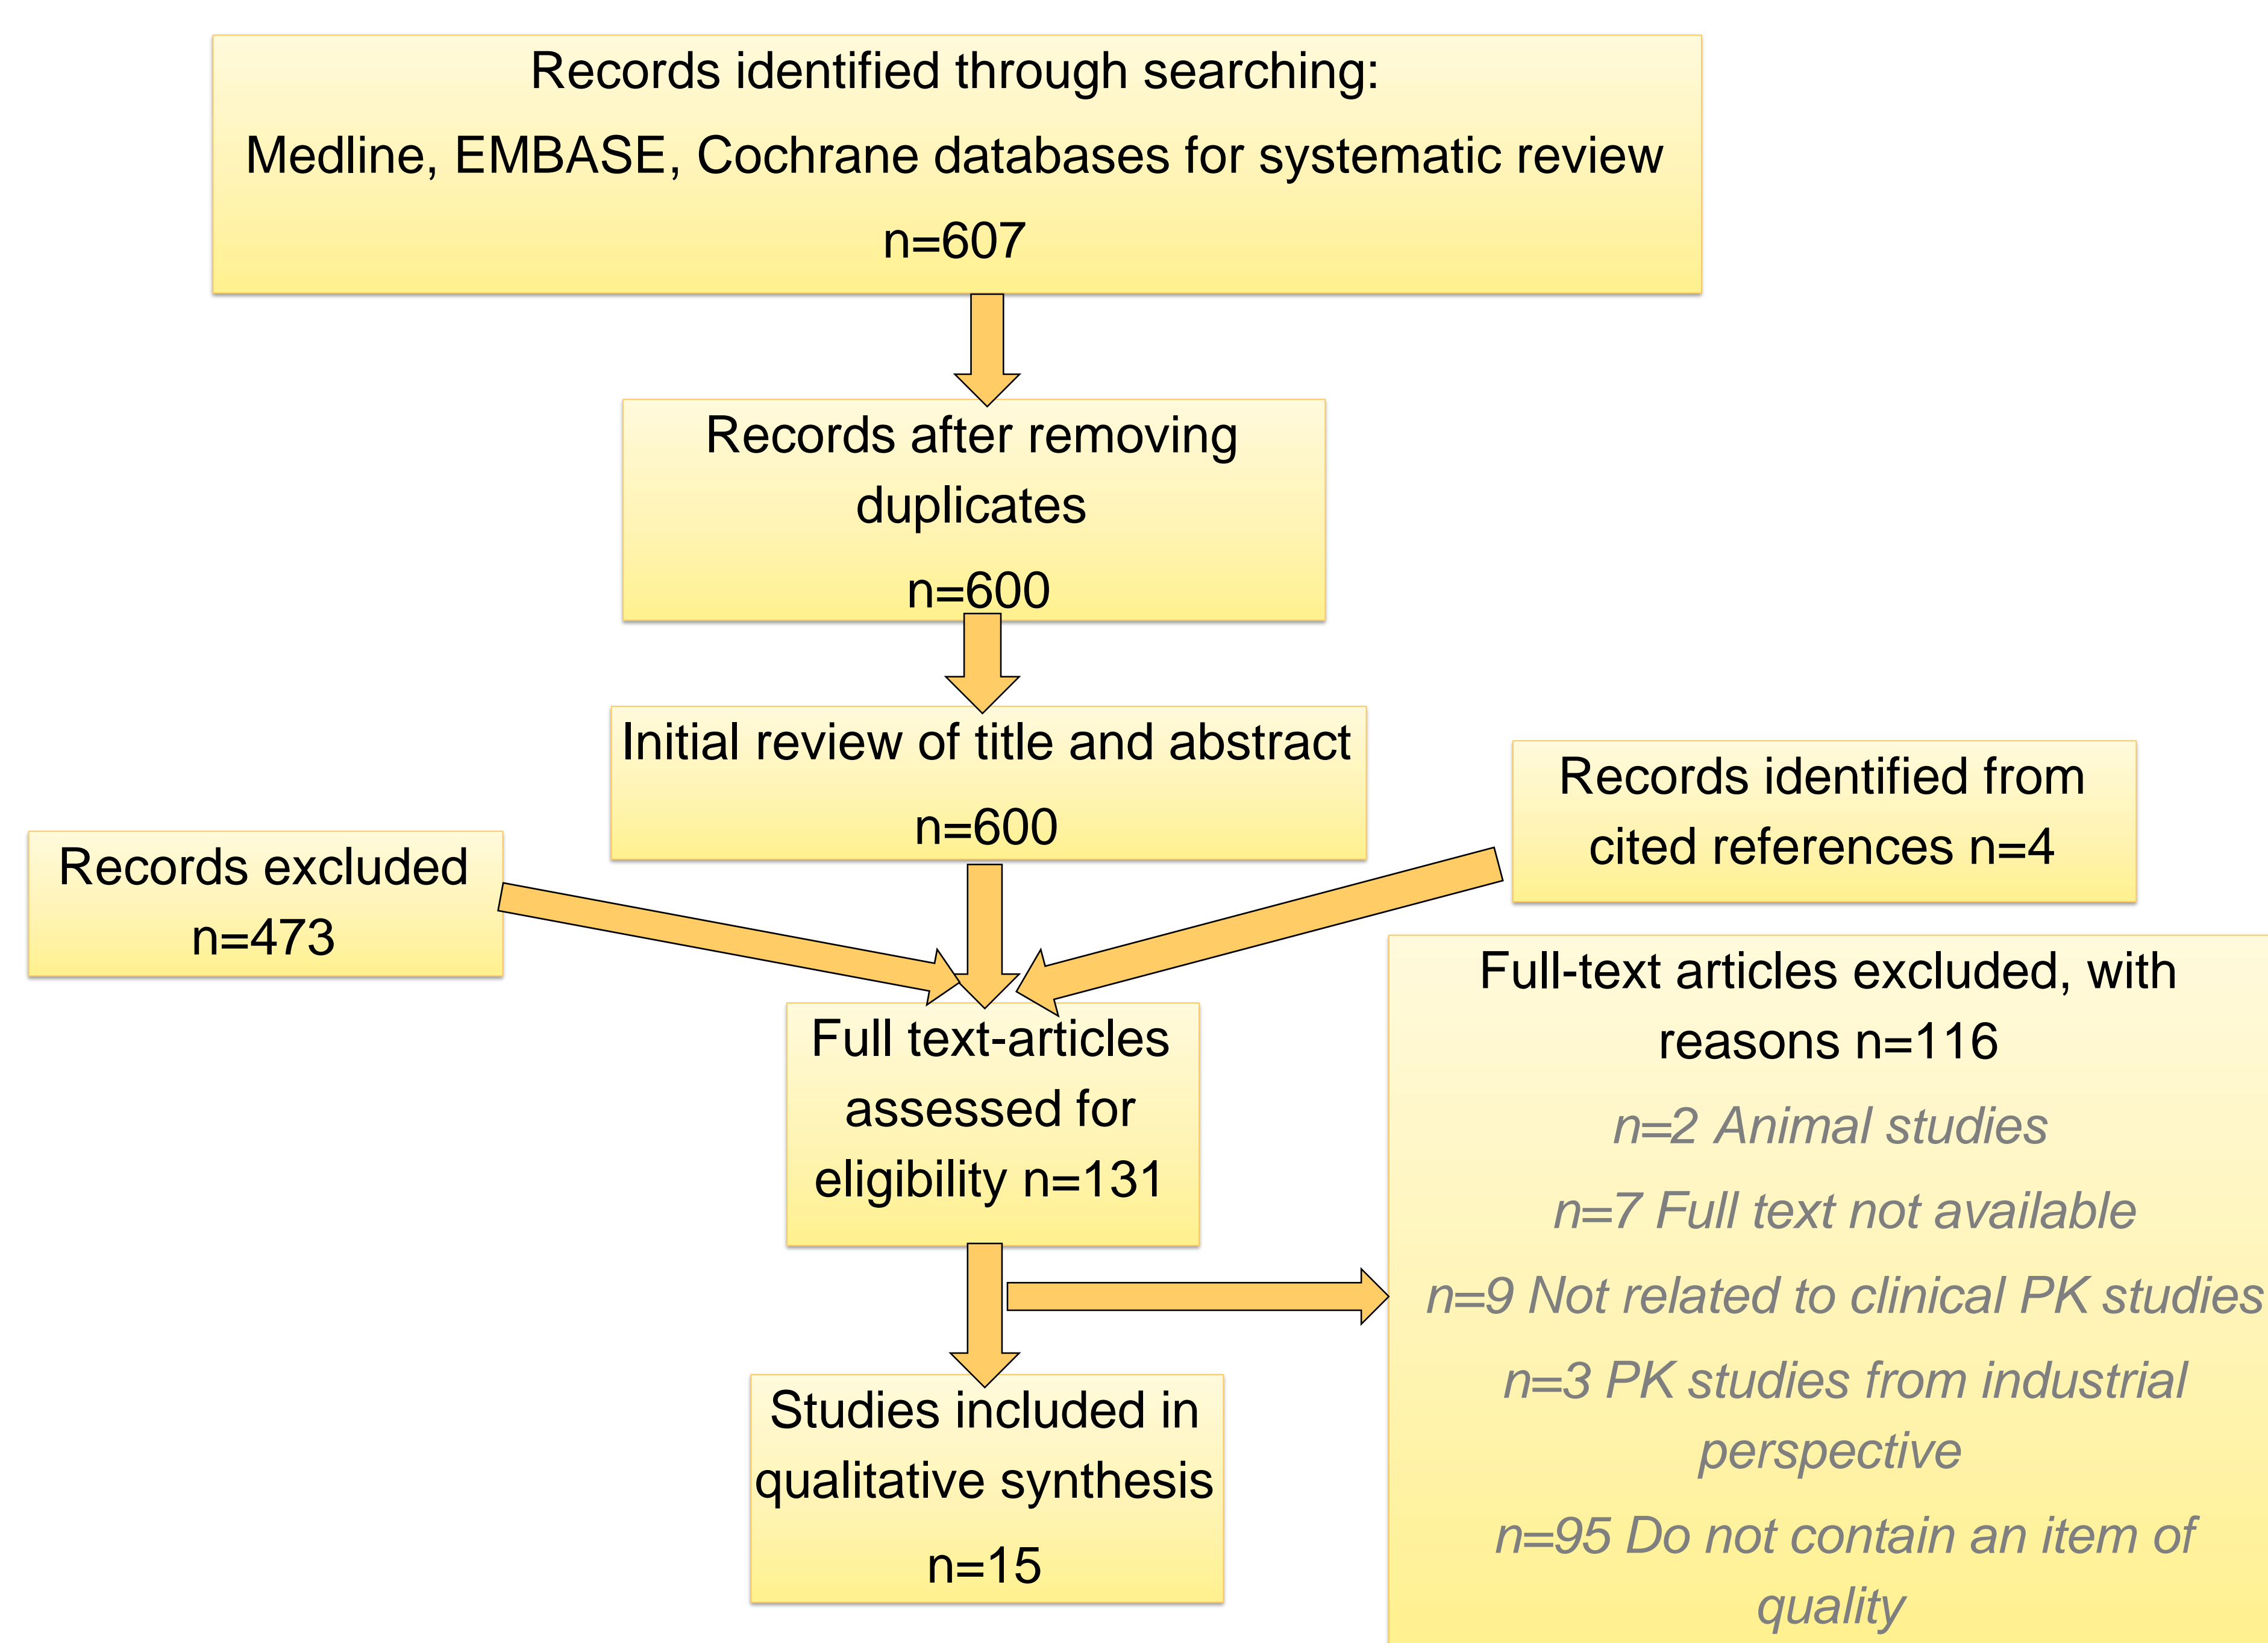 Records identified through searching:
Medline, EMBASE, Cochrane databases for systematic review
n=607
Records after removing
duplicates
n=600
Initial review of title and abstract
n=600
Records excluded
n=473
Records identified from
cited references n=4
Full text-articles
assessed for
eligibility n=131
Full-text articles excluded, with
reasons n=116
n=2 Animal studies
n=7 Full text not available
n=9 Not related to clinical PK studies
n=3 PK studies from industrial
perspective
n=95 Do not contain an item of
quality
Studies included in
qualitative synthesis
n=15